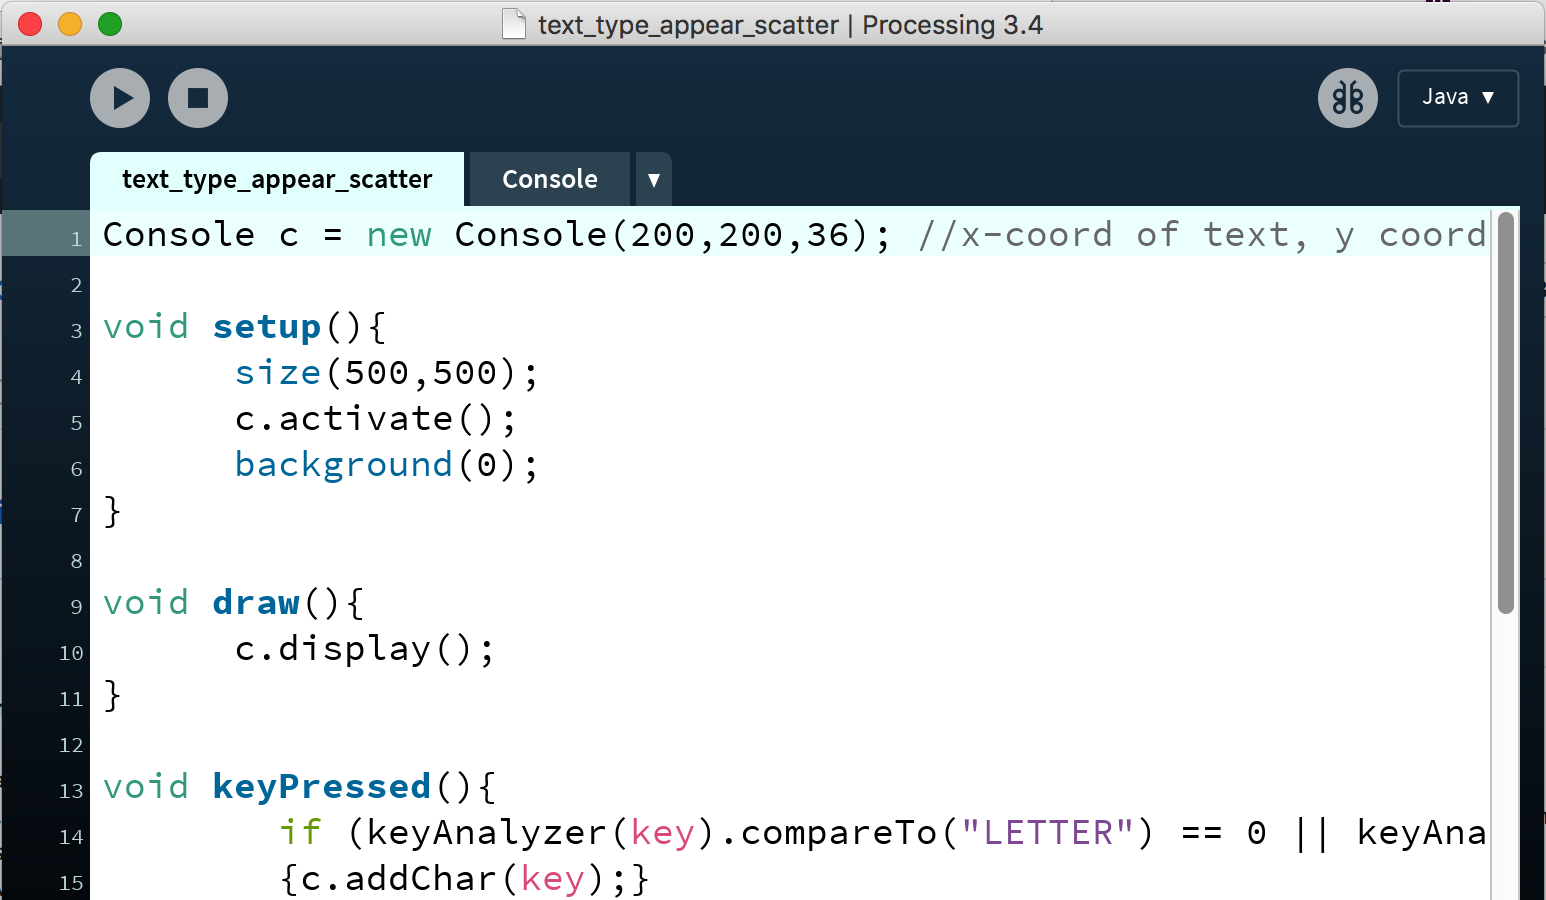 text_type_appear_scatter | Processing 3.4
Java ▼
text_type_appear_scatter Console ▼
1 Console c = new Console(200,200,36); //x-coord of text, y coord
2
3 void setup(){
4 size(500,500);
5 c.activate();
6 background(0);
7 }
8
9 void draw(){
10 c.display();
11 }
12
13 void keyPressed(){
14 if (keyAnalyzer(key).compareTo("LETTER") == 0 || keyAna
15 {c.addChar(key);}